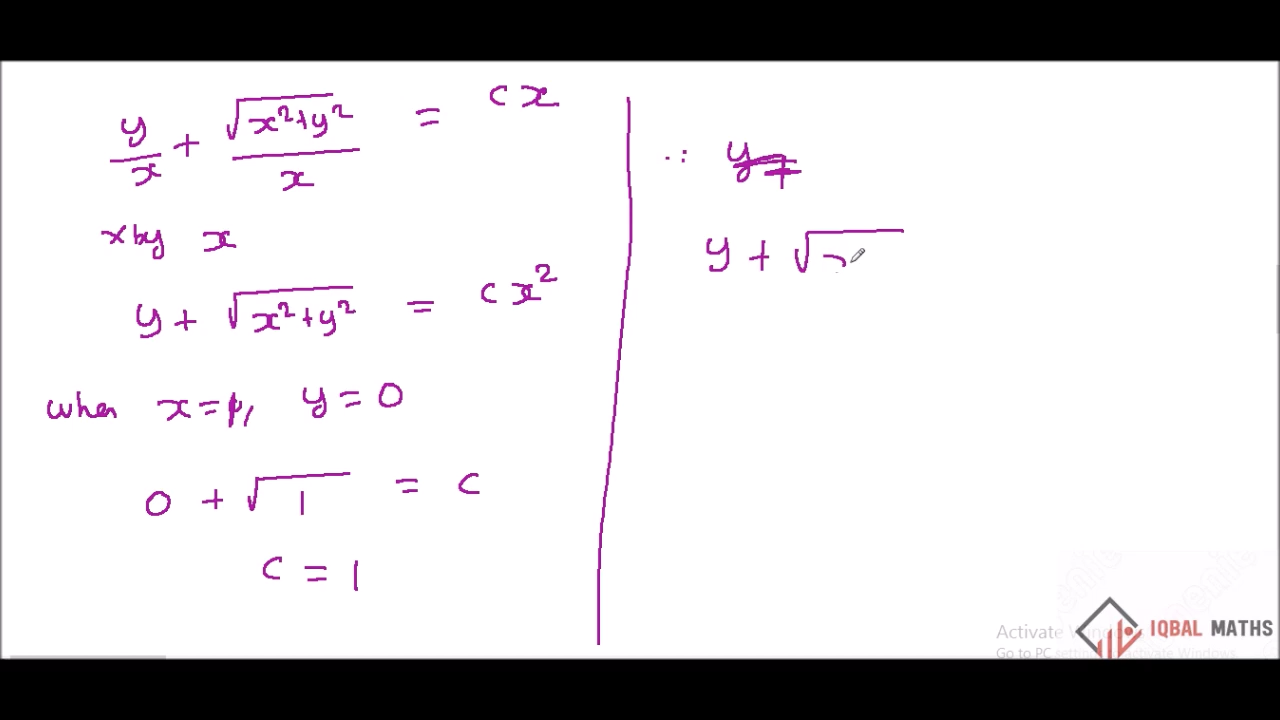 y/x + √(x²+y²)/x = cx
x by x
y + √(x²+y²) = cx²
when x=1, y=0
0 + √1 = c
c = 1
∴ y+
y + √
Activate
Go to PC settings to activate Windows.
IQBAL MATHS